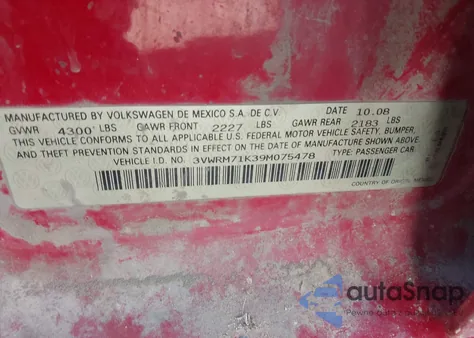 MANUFACTURED BY VOLKSWAGEN DE MEXICO S.A. DE C.V. DATE 10.08
GVWR 4300 LBS GAWR FRONT 2227 LBS GAWR REAR 2183 LBS
THIS VEHICLE CONFORMS TO ALL APPLICABLE U.S. FEDERAL MOTOR VEHICLE SAFETY, BUMPER,
AND THEFT PREVENTION STANDARDS IN EFFECT ON THE DATE OF MANUFACTURE SHOWN ABOVE.
VEHICLE I.D. NO. 3VWRM71K39M075478 TYPE: PASSENGER CAR
COUNTRY OF ORIGIN: MEXICO
autoSnap